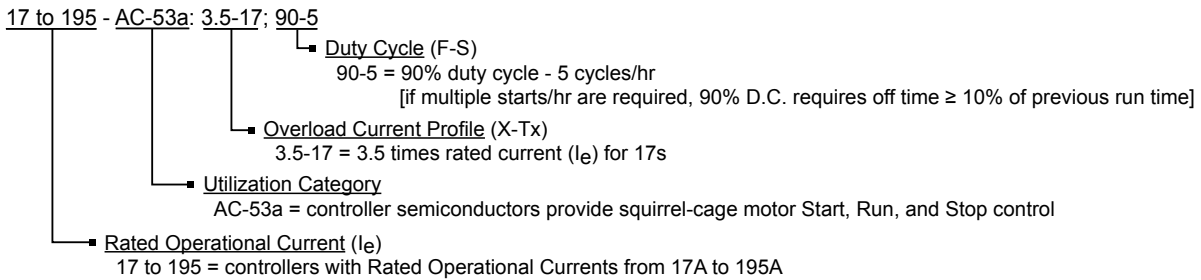 17 to 195 - AC-53a: 3.5-17; 90-5
Duty Cycle (F-S)
90-5 = 90% duty cycle - 5 cycles/hr
[if multiple starts/hr are required, 90% D.C. requires off time ≥ 10% of previous run time]
Overload Current Profile (X-Tx)
3.5-17 = 3.5 times rated current (Ie) for 17s
Utilization Category
AC-53a = controller semiconductors provide squirrel-cage motor Start, Run, and Stop control
Rated Operational Current (Ie)
17 to 195 = controllers with Rated Operational Currents from 17A to 195A